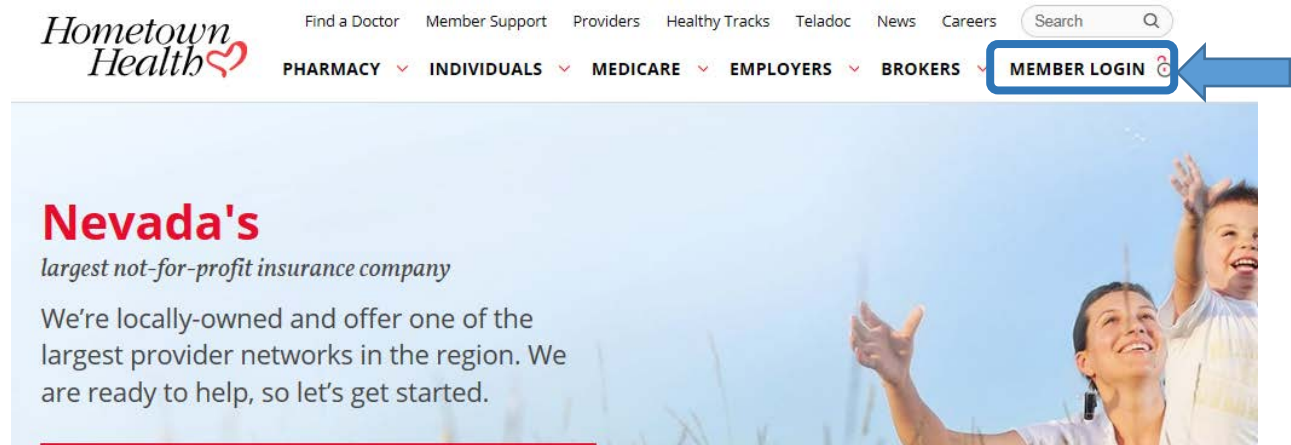 Hometown
Health
Find a Doctor Member Support Providers Healthy Tracks Teladoc News Careers Search
PHARMACY INDIVIDUALS MEDICARE EMPLOYERS BROKERS MEMBER LOGIN
Nevada's
largest not-for-profit insurance company
We're locally-owned and offer one of the
largest provider networks in the region. We
are ready to help, so let's get started.